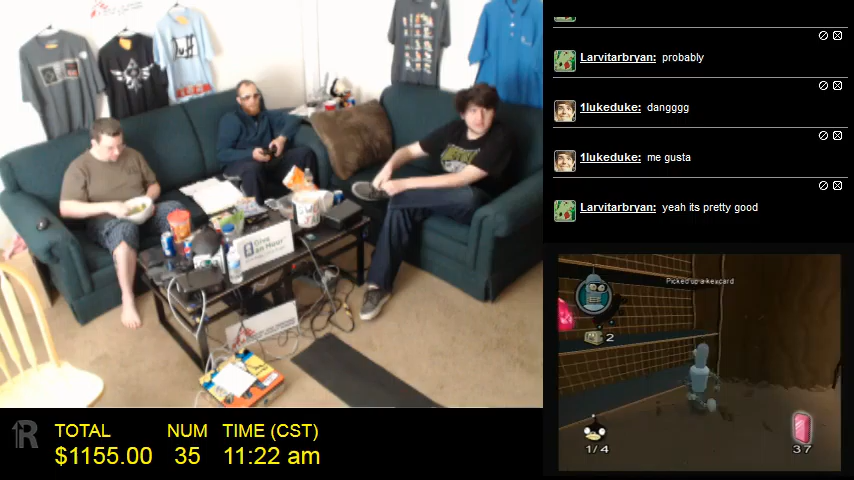 Larvitarbryan: probably
1lukeduke: dangggg
1lukeduke: me gusta
Larvitarbryan: yeah its pretty good
Picked up a keycard
2
1/4
37
DUFF
Give
an Hour
R
TOTAL NUM TIME (CST)
$1155.00 35 11:22 am